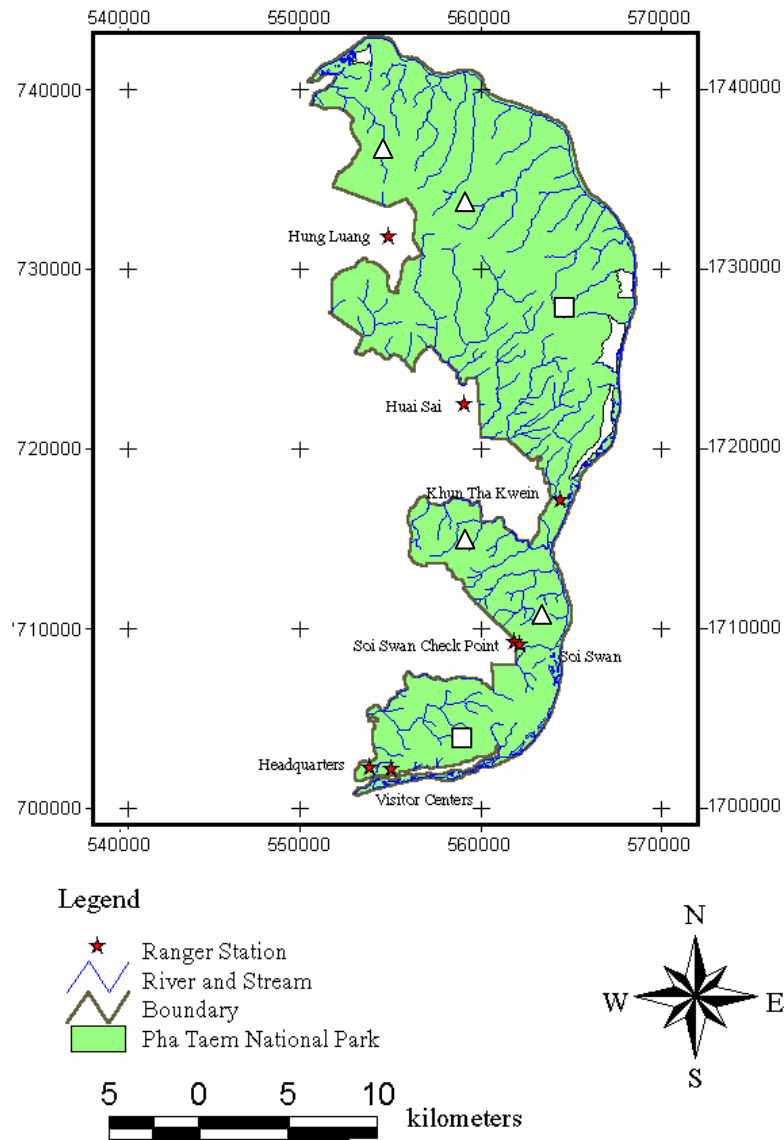 540000 550000 560000 570000
740000 1740000
Hung Luang
730000 1730000
Huai Sai
720000 1720000
Khun Tha Kwein
'710000 1710000
Soi Swan Check Point
Soi Swan
Headquarters
Visitor Centers
700000 1700000
540000 550000 560000 570000
Legend
Ranger Station
River and Stream
Boundary
Pha Taem National Park
N
W E
S
5 0 5 10
kilometers